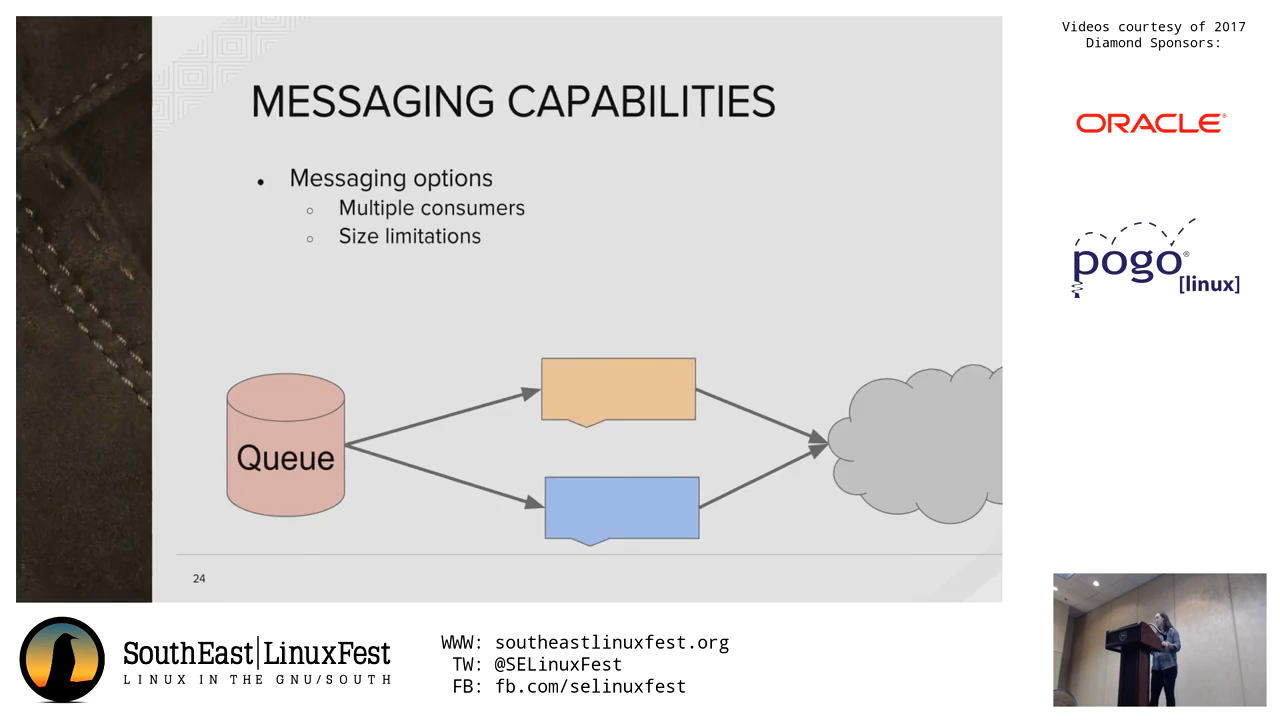 Videos courtesy of 2017
Diamond Sponsors:
ORACLE®
pogo®
[linux]
MESSAGING CAPABILITIES
• Messaging options
○ Multiple consumers
○ Size limitations
Queue
24
SouthEast|LinuxFest
LINUX IN THE GNU/SOUTH
WWW: southeastlinuxfest.org
TW: @SELinuxFest
FB: fb.com/selinuxfest